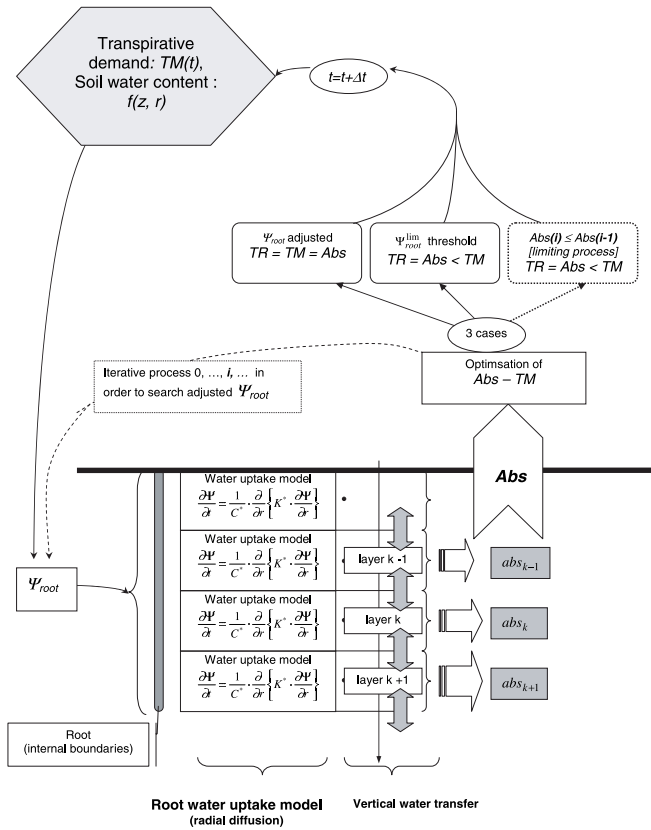 Transpirative
demand: TM(t),
Soil water content :
f(z, r)
t=t+Δt
Ψroot adjusted
TR = TM = Abs
Ψ^lim_root threshold
TR = Abs < TM
Abs(i) ≤ Abs(i-1)
[limiting process]
TR = Abs < TM
3 cases
Optimsation of
Abs – TM
Iterative process 0, …, i, … in
order to search adjusted Ψroot
Abs
Water uptake model
∂Ψ/∂t = 1/C* · ∂/∂r {K* · ∂Ψ/∂r}
Water uptake model
∂Ψ/∂t = 1/C* · ∂/∂r {K* · ∂Ψ/∂r}
layer k -1
abs_{k−1}
Ψroot
Water uptake model
∂Ψ/∂t = 1/C* · ∂/∂r {K* · ∂Ψ/∂r}
layer k
abs_k
Water uptake model
∂Ψ/∂t = 1/C* · ∂/∂r {K* · ∂Ψ/∂r}
layer k +1
abs_{k+1}
Root
(internal boundaries)
Root water uptake model
(radial diffusion)
Vertical water transfer